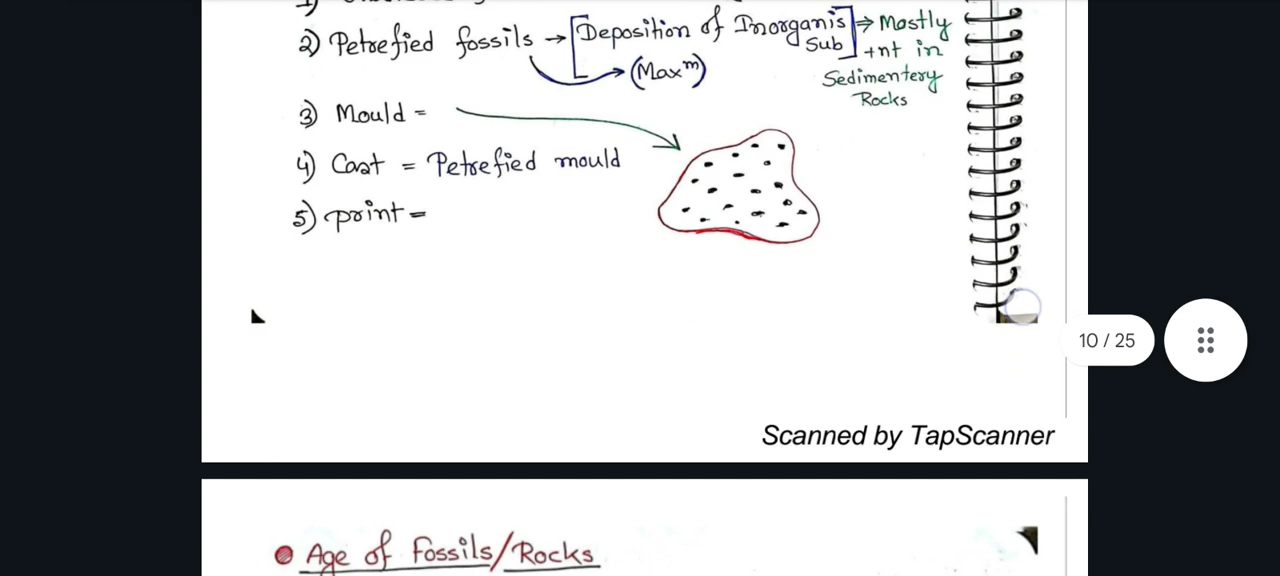 2) Petrefied fossils → [Deposition of Inorganis Sub] ⇒ Mostly +nt in Sedimentery Rocks
→ (Maxᵐ)
3) Mould =
4) Cast = Petrefied mould
5) print =
10 / 25
Scanned by TapScanner
• Age of Fossils/Rocks